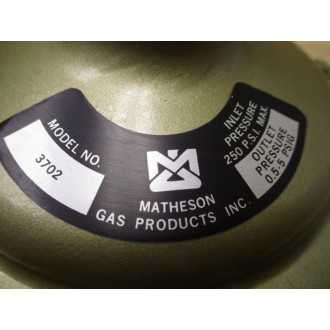 MODEL NO.
3702
MATHESON
GAS PRODUCTS INC.
INLET
PRESSURE
250 P.S.I. MAX.
OUTLET
PRESSURE
0.5-5 PSIG